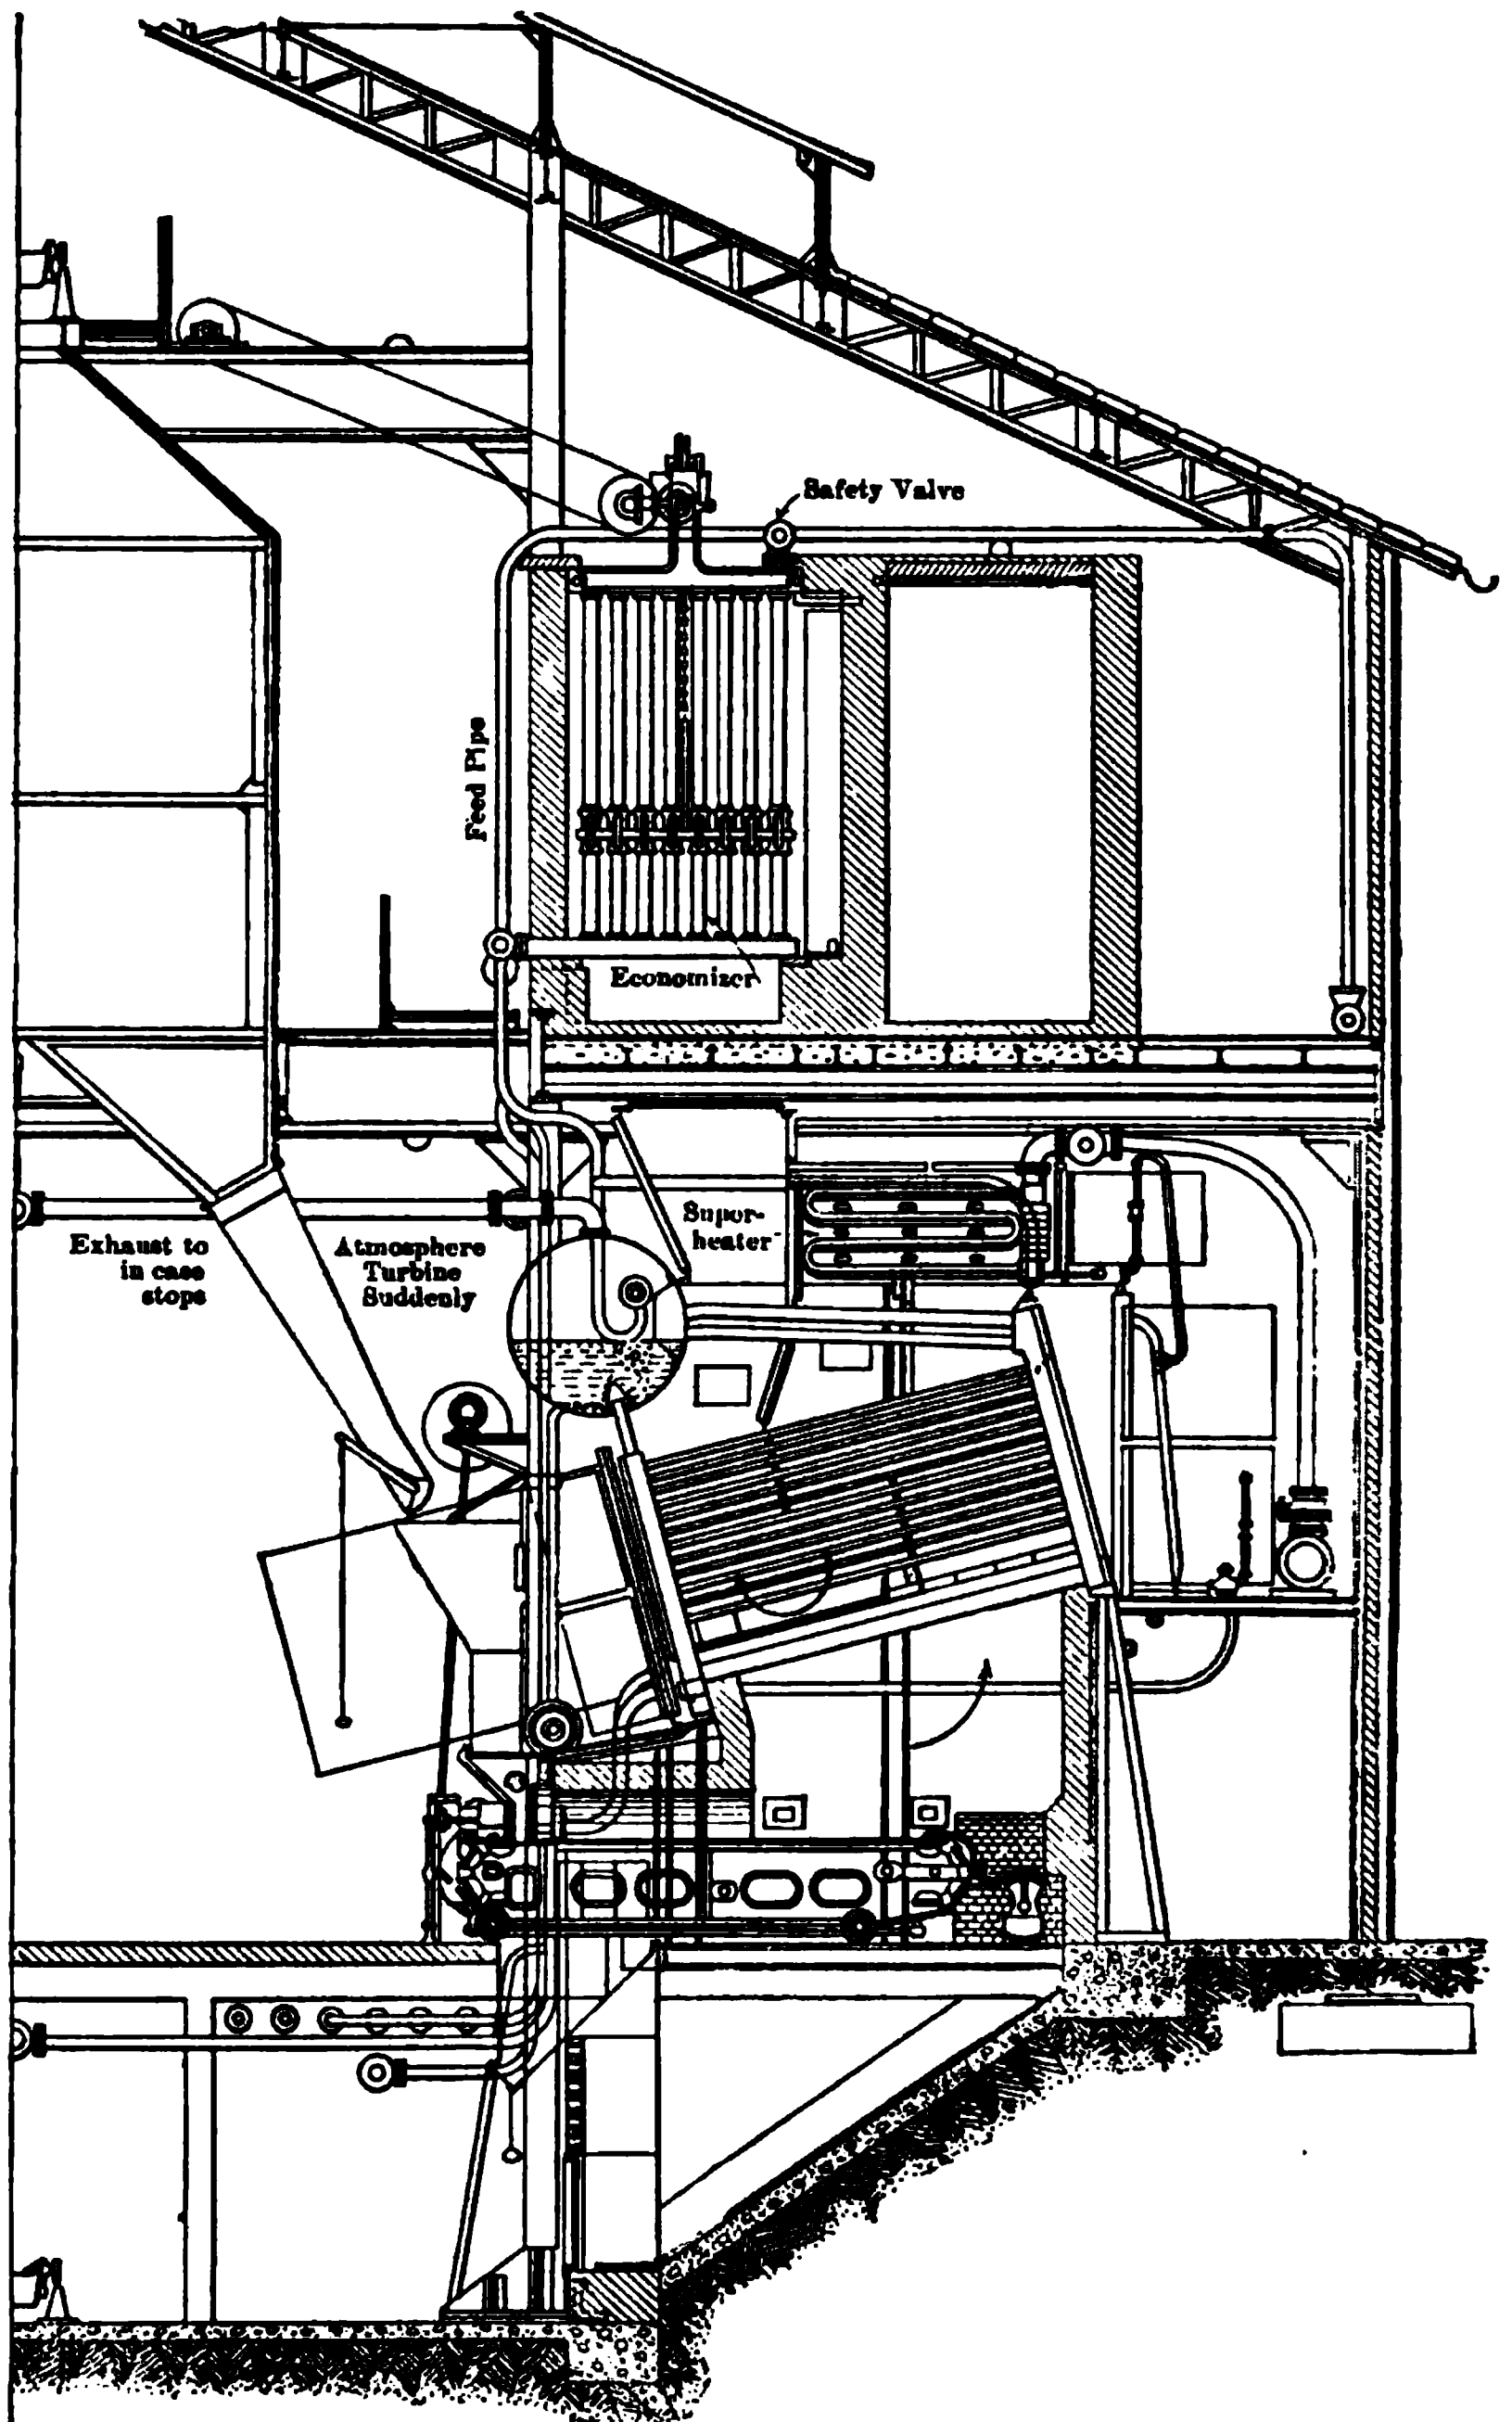 Safety Valve
Feed Pipe
Economizer
Super-
heater
Exhaust to
in case
stops
Atmosphere
Turbine
Suddenly